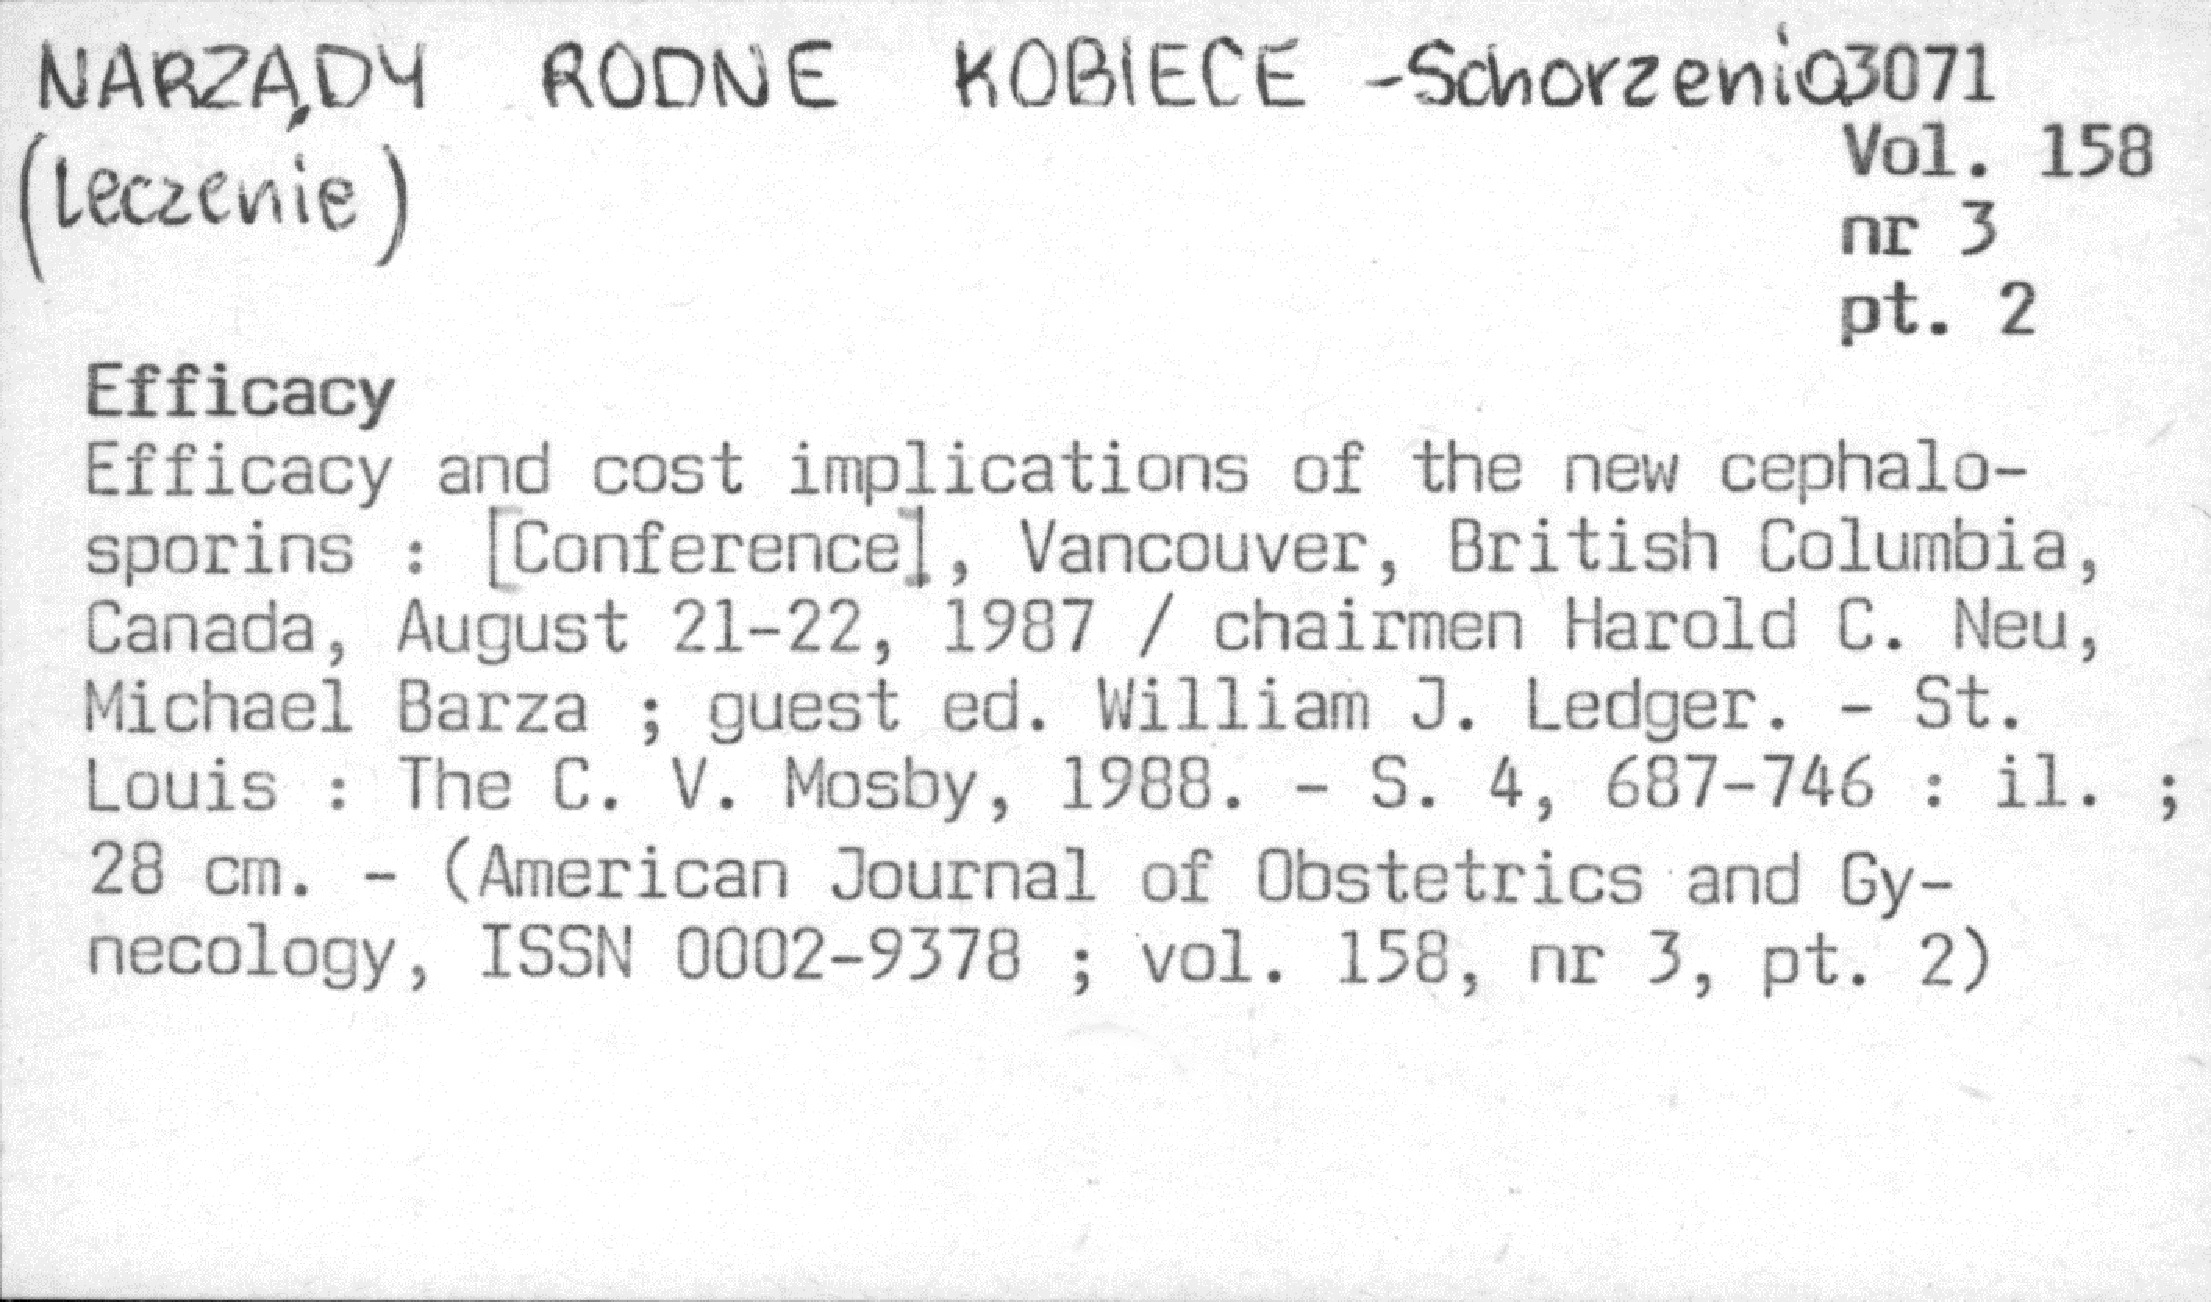 NARZĄDY RODNE KOBIECE - Schorzenia 3071
(leczenie) Vol. 158
nr 3
pt. 2
Efficacy
Efficacy and cost implications of the new cephalo-
sporins : [Conference], Vancouver, British Columbia,
Canada, August 21-22, 1987 / chairmen Harold C. Neu,
Michael Barza ; guest ed. William J. Ledger. - St.
Louis : The C. V. Mosby, 1988. - S. 4, 687-746 : il. ;
28 cm. - (American Journal of Obstetrics and Gy-
necology, ISSN 0002-9378 ; vol. 158, nr 3, pt. 2)